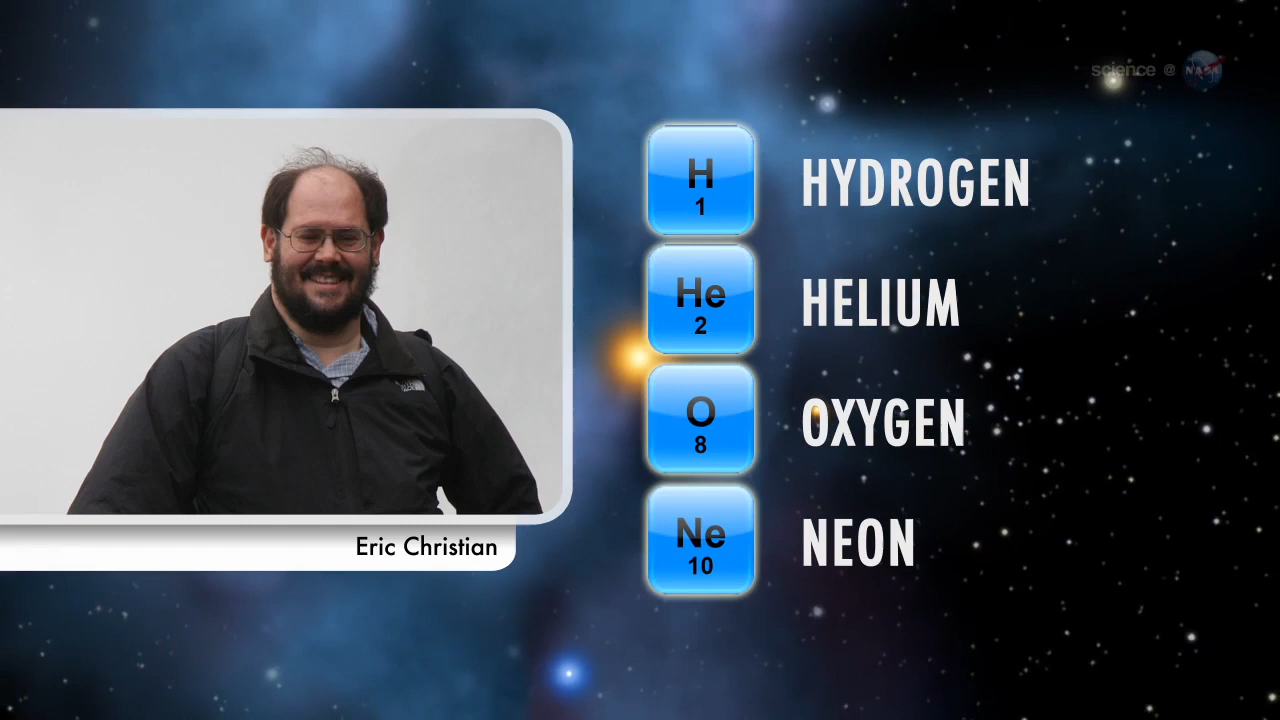 science @ NASA
H
1
HYDROGEN
He
2
HELIUM
O
8
OXYGEN
Ne
10
NEON
Eric Christian